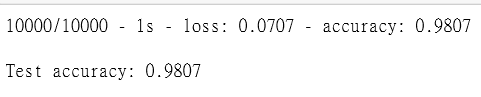 10000/10000 - 1s - loss: 0.0707 - accuracy: 0.9807
Test accuracy: 0.9807